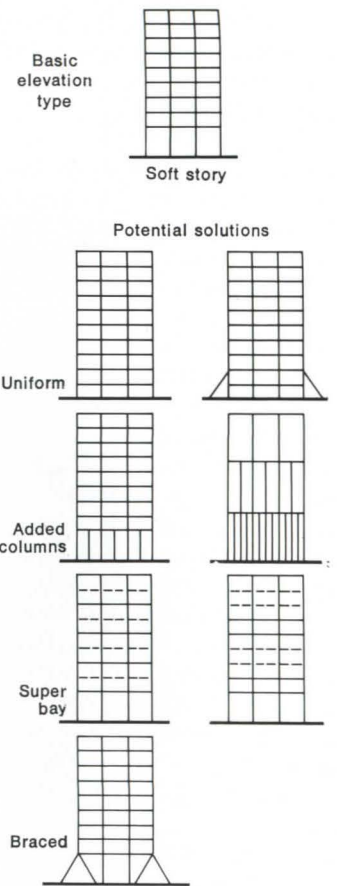 Basic
elevation
type
Soft story
Potential solutions
Uniform
Added
columns
Super
bay
Braced